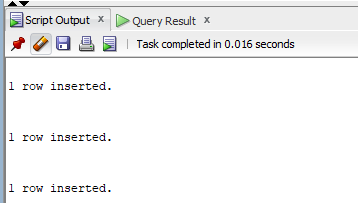 Script Output x Query Result x
Task completed in 0.016 seconds
1 row inserted.
1 row inserted.
1 row inserted.